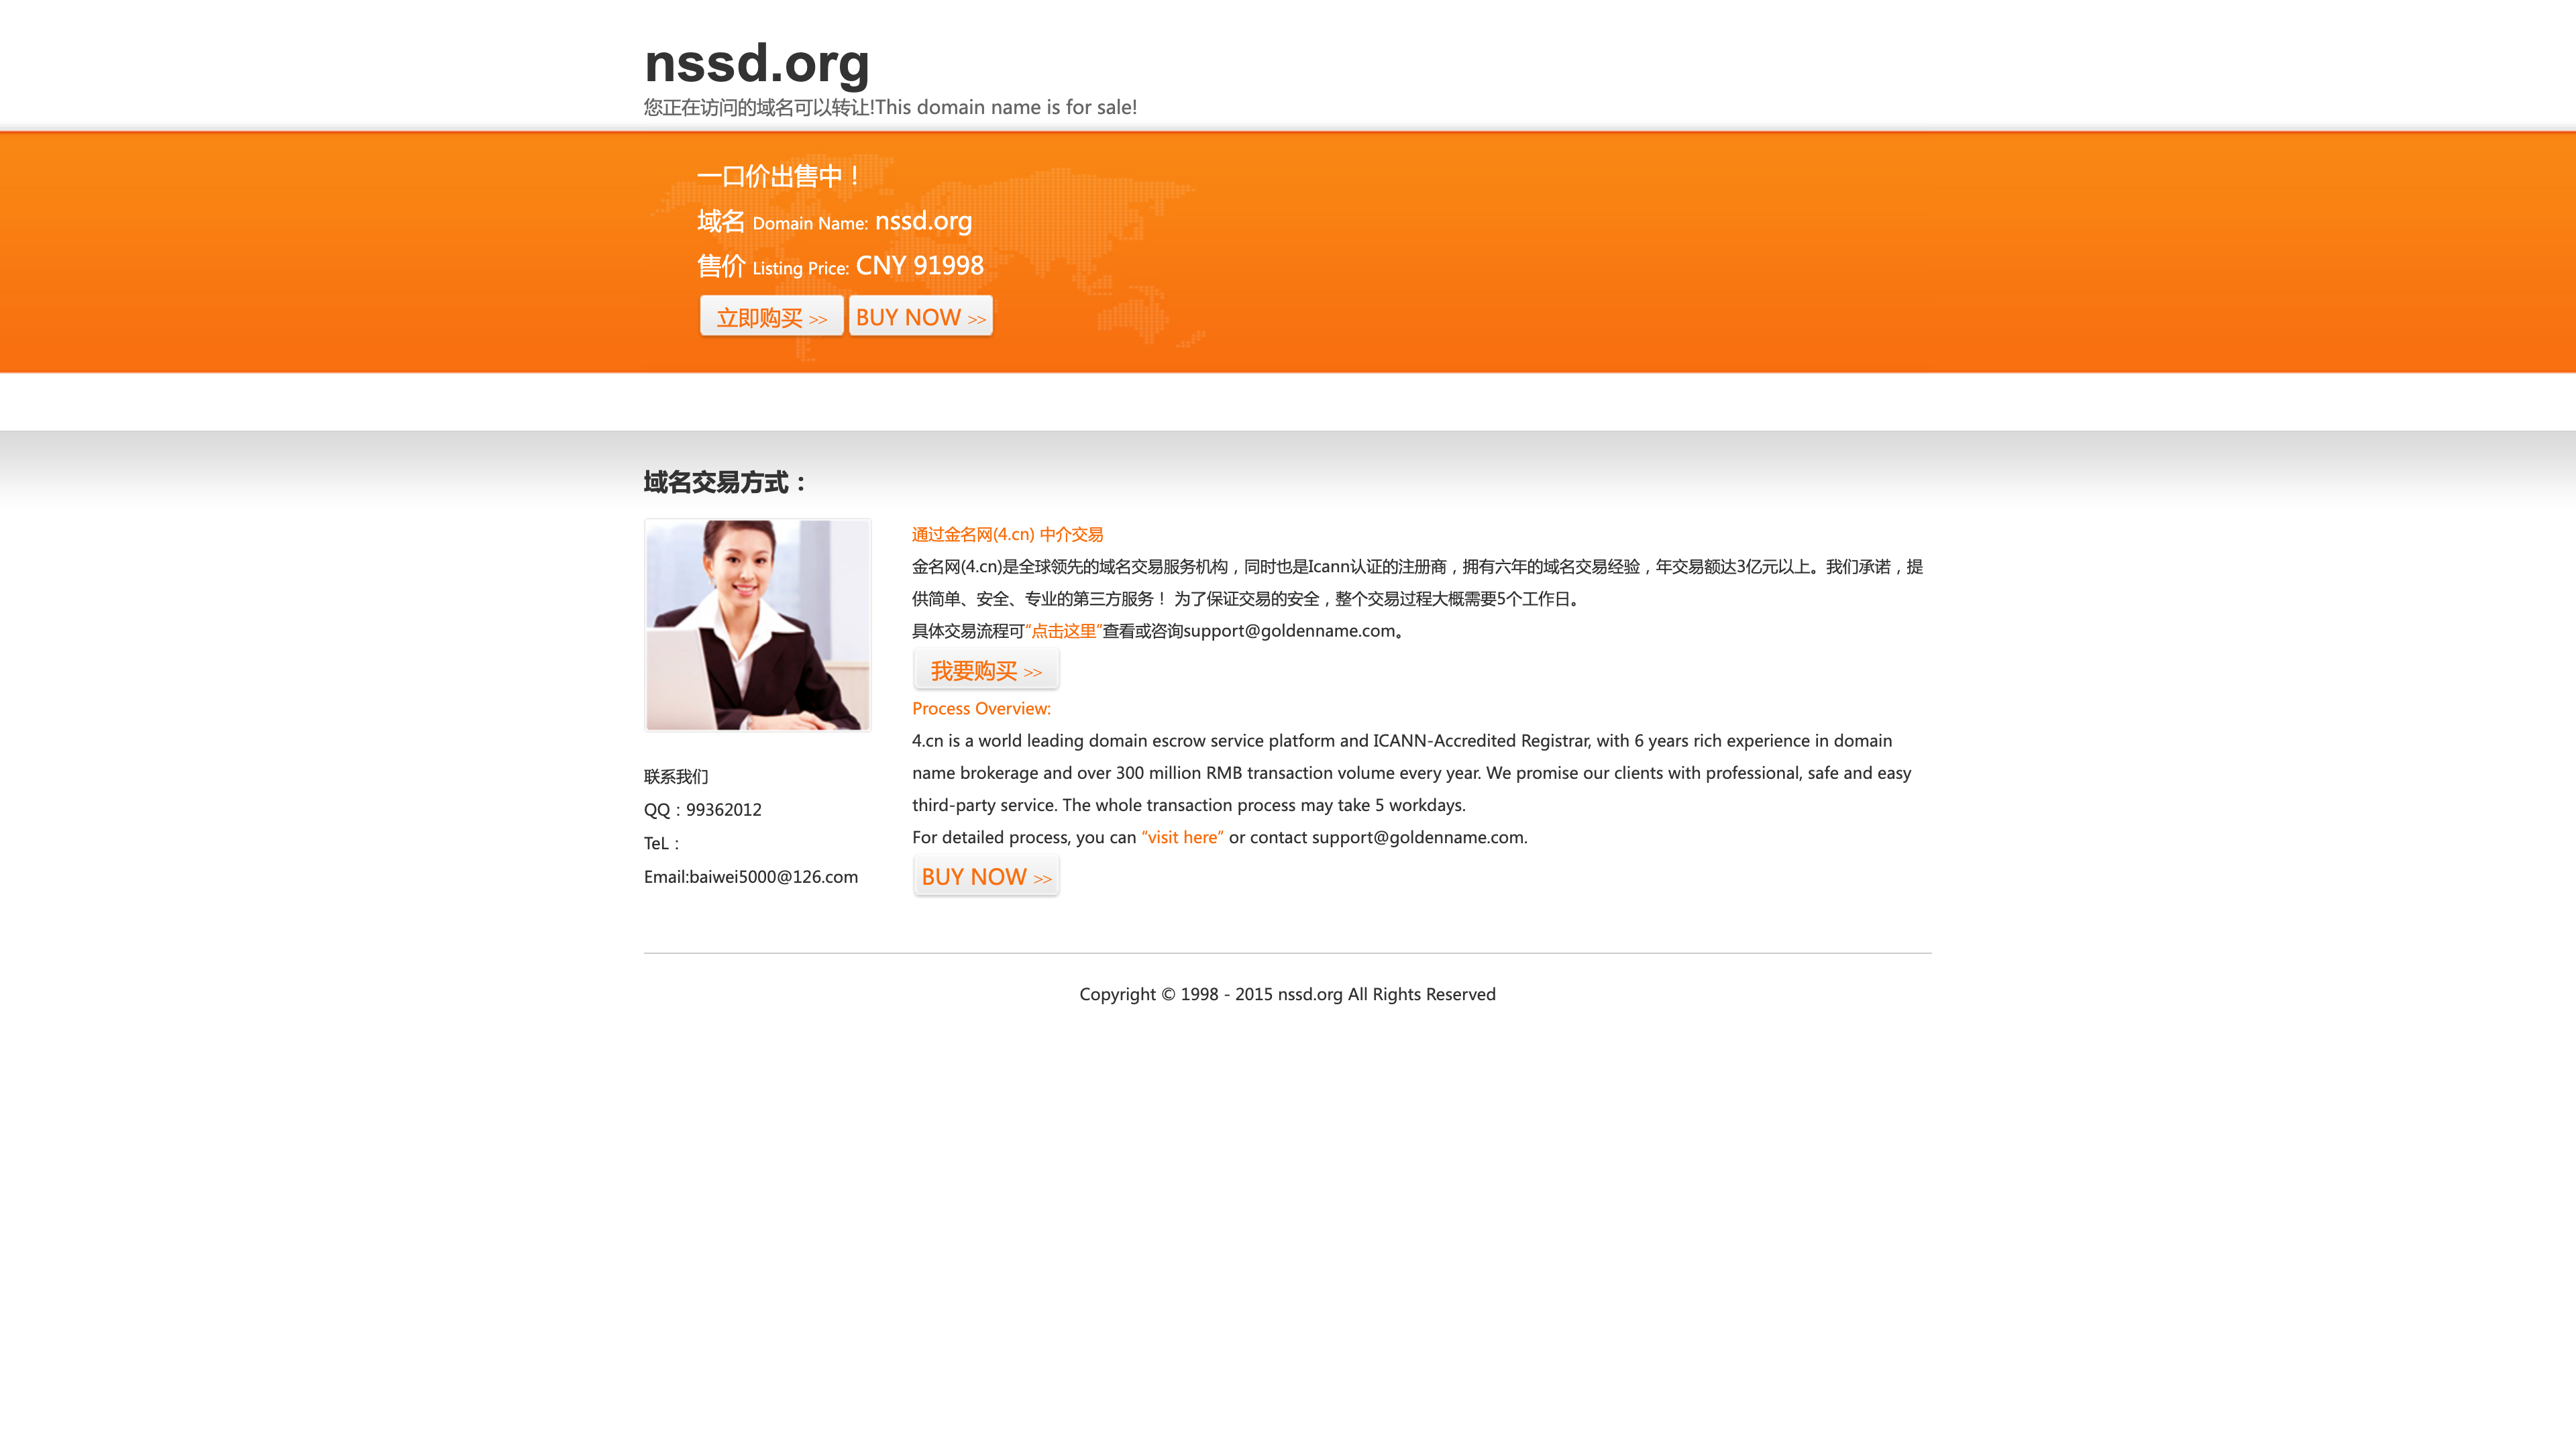 nssd.org
您正在访问的域名可以转让!This domain name is for sale!
一口价出售中！
域名 Domain Name: nssd.org
售价 Listing Price: CNY 91998
立即购买 >> BUY NOW >>
域名交易方式：
通过金名网(4.cn) 中介交易
金名网(4.cn)是全球领先的域名交易服务机构，同时也是Icann认证的注册商，拥有六年的域名交易经验，年交易额达3亿元以上。我们承诺，提
供简单、安全、专业的第三方服务！ 为了保证交易的安全，整个交易过程大概需要5个工作日。
具体交易流程可“点击这里”查看或咨询support@goldenname.com。
我要购买 >>
Process Overview:
4.cn is a world leading domain escrow service platform and ICANN-Accredited Registrar, with 6 years rich experience in domain
name brokerage and over 300 million RMB transaction volume every year. We promise our clients with professional, safe and easy
third-party service. The whole transaction process may take 5 workdays.
For detailed process, you can “visit here” or contact support@goldenname.com.
BUY NOW >>
联系我们
QQ：99362012
TeL：
Email:baiwei5000@126.com
Copyright © 1998 - 2015 nssd.org All Rights Reserved